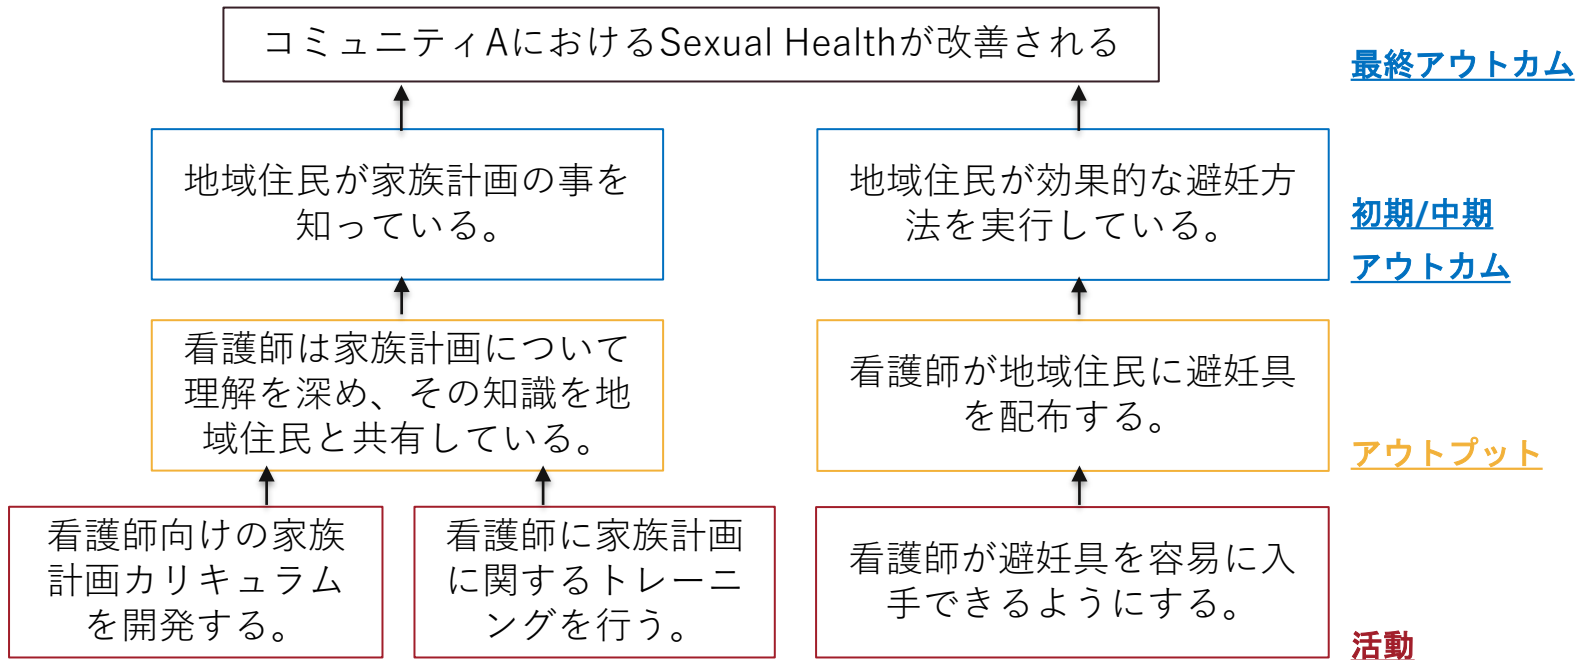 コミュニティAにおけるSexual Healthが改善される
最終アウトカム
地域住民が家族計画の事を
知っている。
地域住民が効果的な避妊方
法を実行している。
初期/中期
アウトカム
看護師は家族計画について
理解を深め、その知識を地
域住民と共有している。
看護師が地域住民に避妊具
を配布する。
アウトプット
看護師向けの家族
計画カリキュラム
を開発する。
看護師に家族計画
に関するトレーニ
ングを行う。
看護師が避妊具を容易に入
手できるようにする。
活動